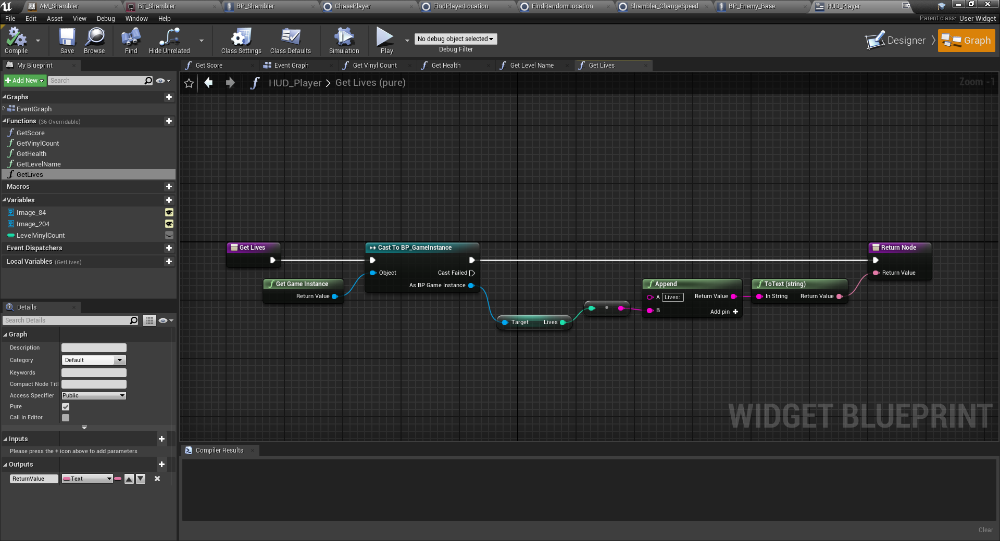 AM_Shambler
BT_Shambler
BP_Shambler
ChasePlayer
FindPlayerLocation
FindRandomLocation
Shambler_ChangeSpeed
BP_Enemy_Base
HUD_Player
File Edit Asset View Debug Window Help
Parent class: User Widget
Compile
Save
Browse
Find
Hide Unrelated
Class Settings
Class Defaults
Simulation
Play
No debug object selected
Debug Filter
Designer
Graph
My Blueprint
Add New
Search
Graphs
EventGraph
Functions (36 Overridable)
GetScore
GetVinylCount
GetHealth
GetLevelName
GetLives
Macros
Variables
Image_84
Image_204
LevelVinylCount
Event Dispatchers
Local Variables (GetLives)
Details
Search Details
Graph
Description
Category Default
Keywords
Compact Node Titl
Access Specifier Public
Pure
Call In Editor
Inputs
Please press the + icon above to add parameters
Outputs
ReturnValue Text
Get Score
Event Graph
Get Vinyl Count
Get Health
Get Level Name
Get Lives
HUD_Player > Get Lives (pure)
Zoom -1
Get Lives
Get Game Instance
Return Value
Cast To BP_GameInstance
Object
Cast Failed
As BP Game Instance
Target Lives
Append
A Lives: Return Value
B Add pin
ToText (string)
In String Return Value
Return Node
Return Value
WIDGET BLUEPRINT
Compiler Results
Clear